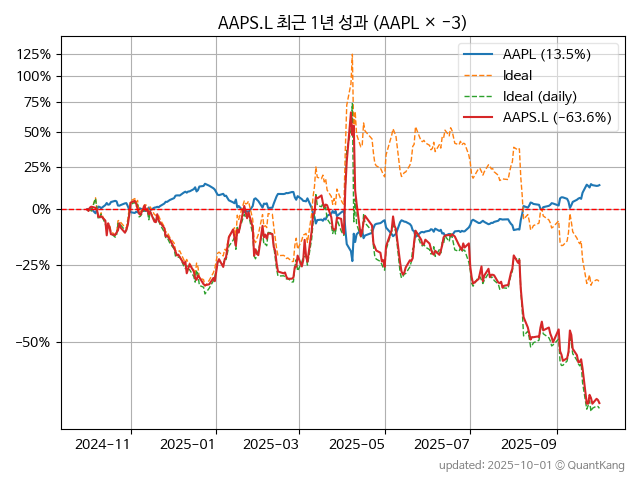 AAPS.L 최근 1년 성과 (AAPL × −3)
125%
100%
75%
50%
25%
0%
−25%
−50%
AAPL (13.5%)
Ideal
Ideal (daily)
AAPS.L (−63.6%)
2024-11
2025-01
2025-03
2025-05
2025-07
2025-09
updated: 2025-10-01 © QuantKang